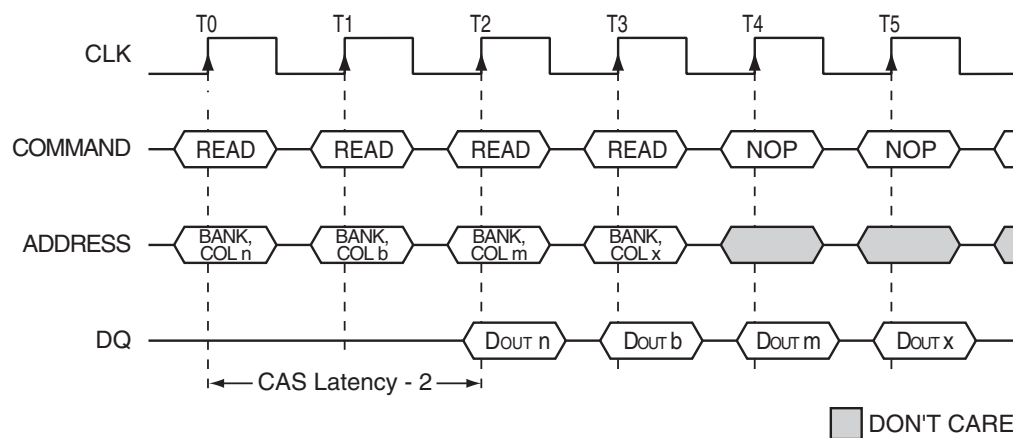 T0 T1 T2 T3 T4 T5
CLK
COMMAND READ READ READ READ NOP NOP
ADDRESS BANK, COL n BANK, COL b BANK, COL m BANK, COL x
DQ DOUT n DOUT b DOUT m DOUT x
CAS Latency - 2
DON'T CARE